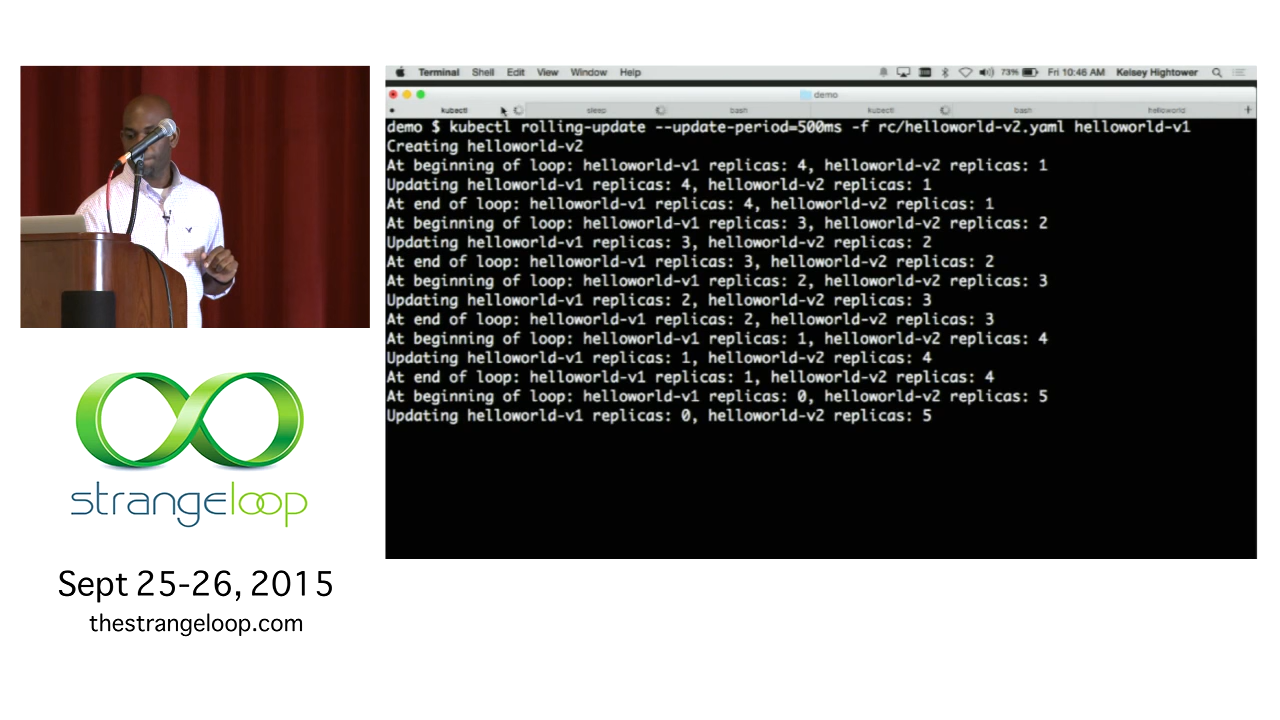 Terminal Shell Edit View Window Help 73% Fri 10:46 AM Kelsey Hightower
demo
kubectl sleep bash kubectl bash helloworld +
demo $ kubectl rolling-update --update-period=500ms -f rc/helloworld-v2.yaml helloworld-v1
Creating helloworld-v2
At beginning of loop: helloworld-v1 replicas: 4, helloworld-v2 replicas: 1
Updating helloworld-v1 replicas: 4, helloworld-v2 replicas: 1
At end of loop: helloworld-v1 replicas: 4, helloworld-v2 replicas: 1
At beginning of loop: helloworld-v1 replicas: 3, helloworld-v2 replicas: 2
Updating helloworld-v1 replicas: 3, helloworld-v2 replicas: 2
At end of loop: helloworld-v1 replicas: 3, helloworld-v2 replicas: 2
At beginning of loop: helloworld-v1 replicas: 2, helloworld-v2 replicas: 3
Updating helloworld-v1 replicas: 2, helloworld-v2 replicas: 3
At end of loop: helloworld-v1 replicas: 2, helloworld-v2 replicas: 3
At beginning of loop: helloworld-v1 replicas: 1, helloworld-v2 replicas: 4
Updating helloworld-v1 replicas: 1, helloworld-v2 replicas: 4
At end of loop: helloworld-v1 replicas: 1, helloworld-v2 replicas: 4
At beginning of loop: helloworld-v1 replicas: 0, helloworld-v2 replicas: 5
Updating helloworld-v1 replicas: 0, helloworld-v2 replicas: 5
strangeloop
Sept 25-26, 2015
thestrangeloop.com